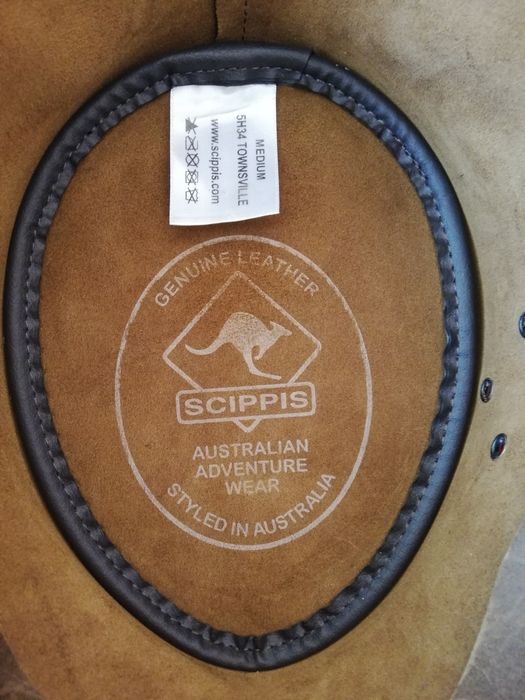 MEDIUM
5H34 TOWNSVILLE
www.scippis.com
GENUINE LEATHER
SCIPPIS
AUSTRALIAN
ADVENTURE
WEAR
STYLED IN AUSTRALIA